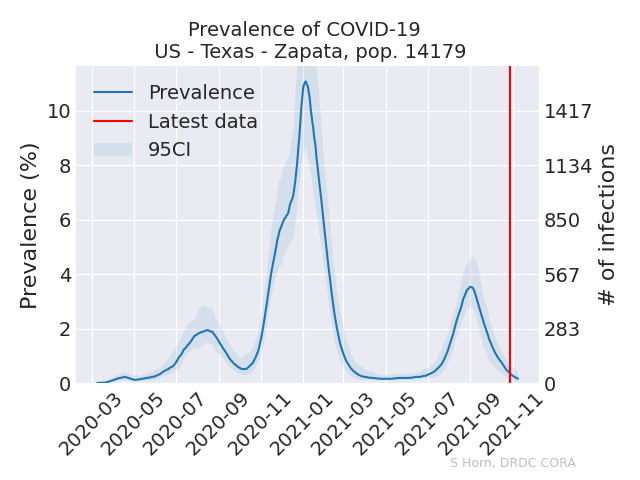 Prevalence of COVID-19
US - Texas - Zapata, pop. 14179
Prevalence
Latest data
95CI
Prevalence (%)
10
8
6
4
2
0
1417
1134
850
567
283
0
# of infections
2020-03
2020-05
2020-07
2020-09
2020-11
2021-01
2021-03
2021-05
2021-07
2021-09
2021-11
S Horn, DRDC CORA